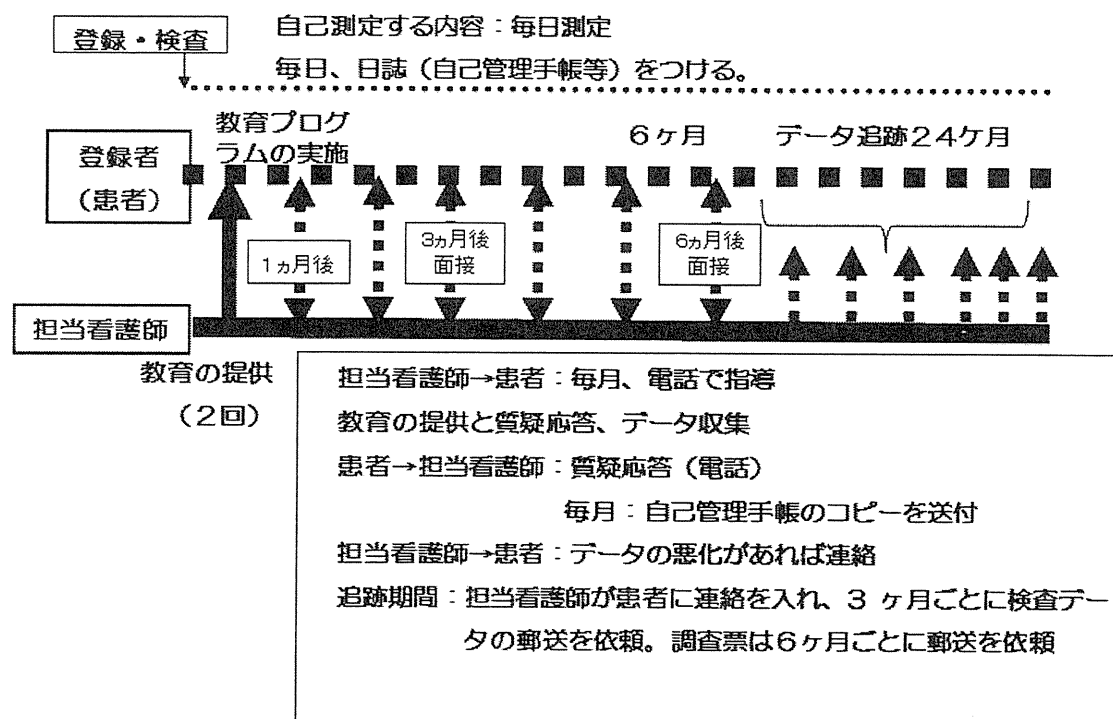 登録・検査
自己測定する内容：毎日測定
毎日、日誌（自己管理手帳等）をつける。
教育プログ
ラムの実施
6ヶ月
データ追跡24ケ月
登録者
（患者）
1ヵ月後
3ヵ月後
面接
6ヵ月後
面接
担当看護師
教育の提供
（2回）
担当看護師→患者：毎月、電話で指導
教育の提供と質疑応答、データ収集
患者→担当看護師：質疑応答（電話）
毎月：自己管理手帳のコピーを送付
担当看護師→患者：データの悪化があれば連絡
追跡期間：担当看護師が患者に連絡を入れ、3 ヶ月ごとに検査デー
タの郵送を依頼。調査票は6ヶ月ごとに郵送を依頼